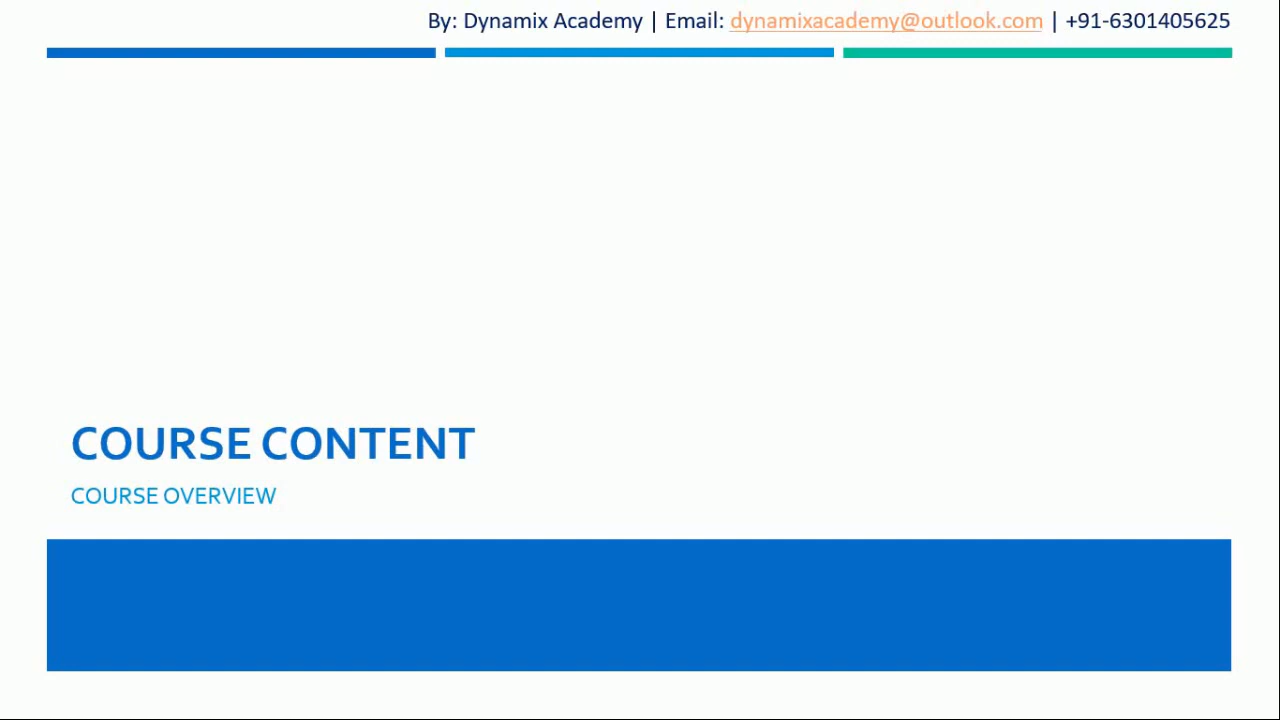 By: Dynamix Academy | Email: dynamixacademy@outlook.com | +91-6301405625
COURSE CONTENT
COURSE OVERVIEW